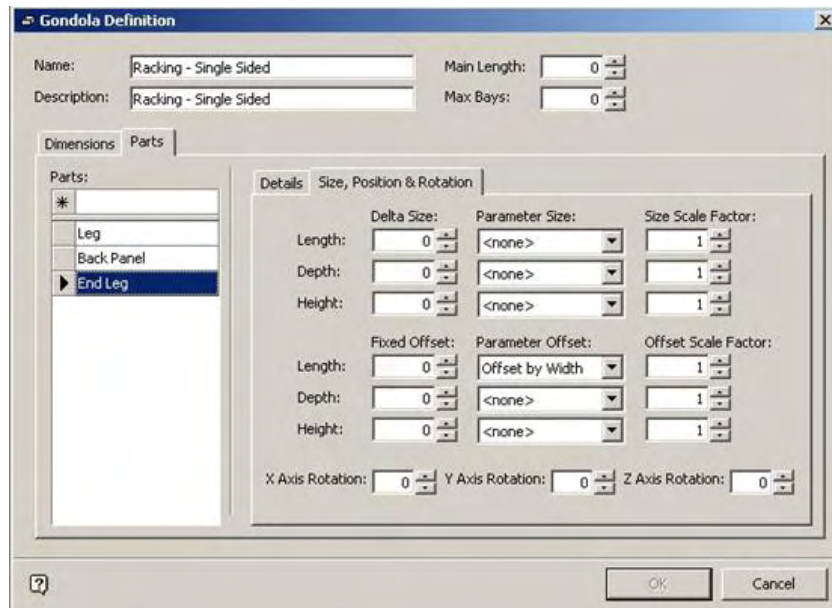 Gondola Definition
Name: Racking - Single Sided Main Length: 0
Description: Racking - Single Sided Max Bays: 0
Dimensions Parts
Parts:
Leg
Back Panel
End Leg
Details Size, Position & Rotation
Delta Size: Parameter Size: Size Scale Factor:
Length: 0 <none> 1
Depth: 0 <none> 1
Height: 0 <none> 1
Fixed Offset: Parameter Offset: Offset Scale Factor:
Length: 0 Offset by Width 1
Depth: 0 <none> 1
Height: 0 <none> 1
X Axis Rotation: 0 Y Axis Rotation: 0 Z Axis Rotation: 0
OK Cancel